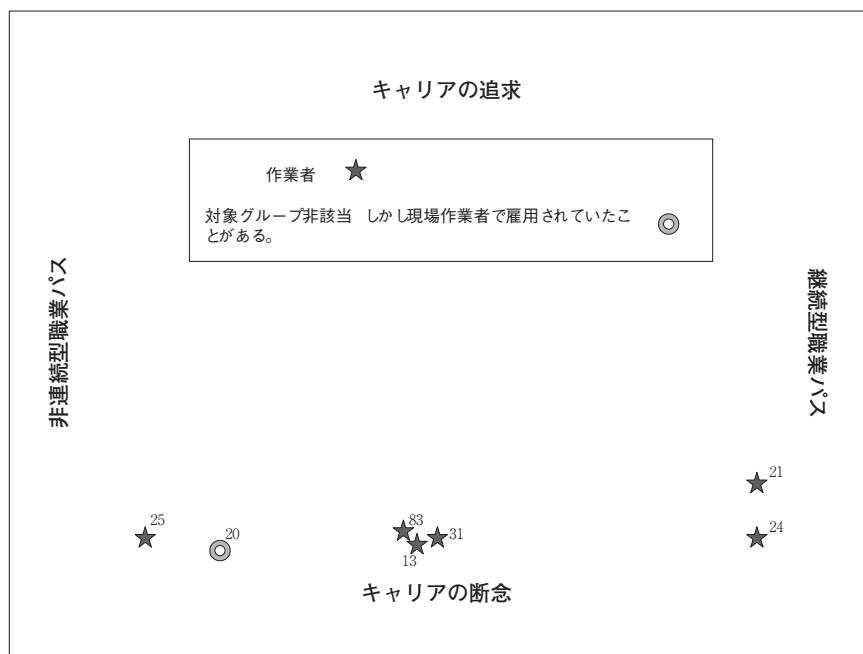 キャリアの追求
作業者
対象グループ非該当 しかし現場作業者で雇用されていたこ
とがある。
非連続型職業パス
継続型職業パス
21
25
20
83
31
24
13
キャリアの断念